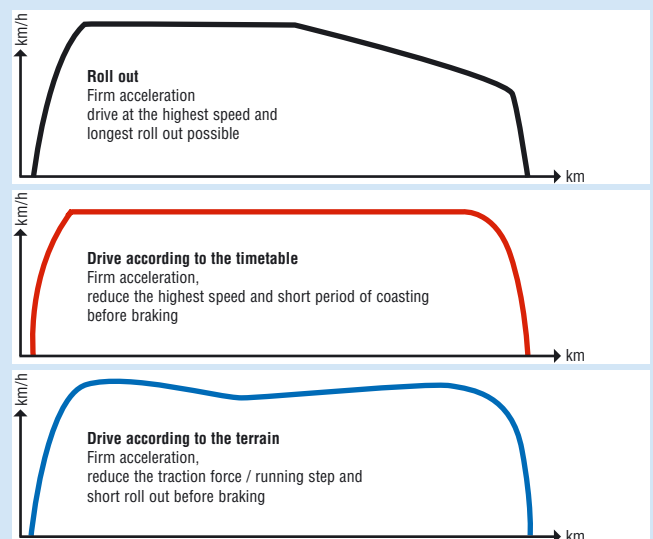 km/h
Roll out
Firm acceleration
drive at the highest speed and
longest roll out possible
km
km/h
Drive according to the timetable
Firm acceleration,
reduce the highest speed and short period of coasting
before braking
km
km/h
Drive according to the terrain
Firm acceleration,
reduce the traction force / running step and
short roll out before braking
km